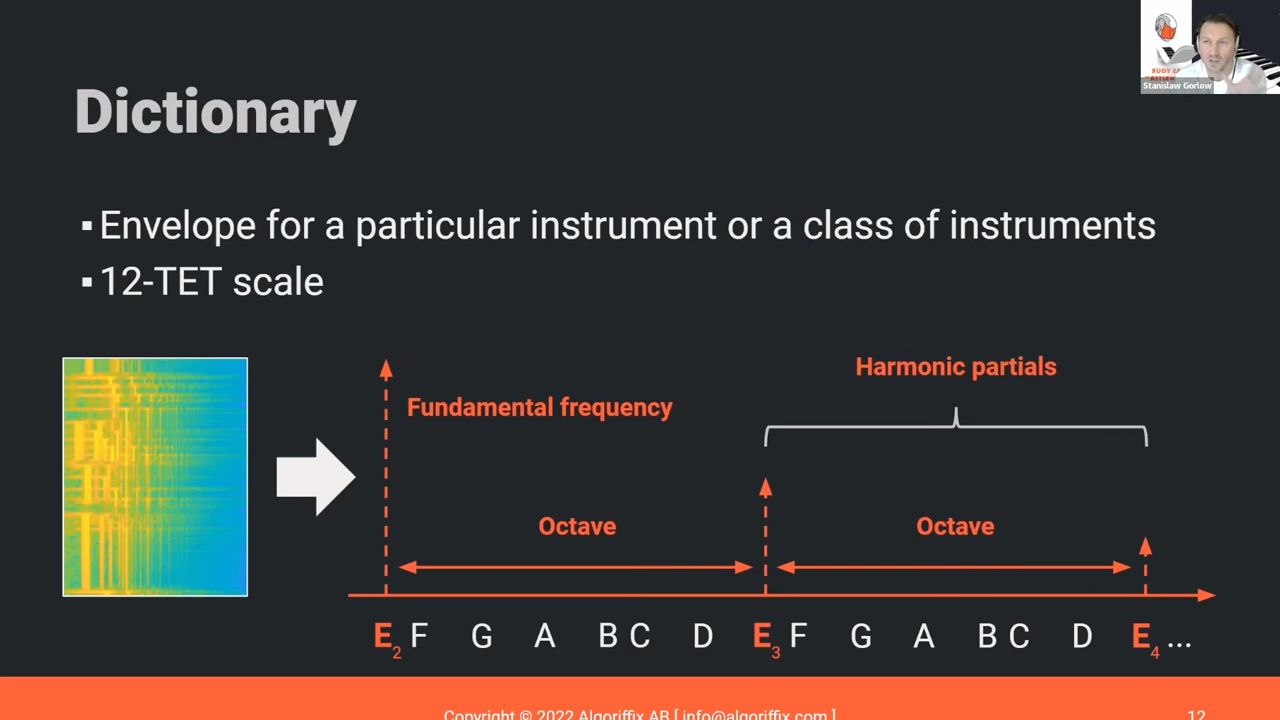 Stanislaw Gorlow
Dictionary
▪ Envelope for a particular instrument or a class of instruments
▪ 12-TET scale
Harmonic partials
Fundamental frequency
Octave Octave
E2 F G A B C D E3 F G A B C D E4 ...
Copyright © 2022 Algoriffix AB [ info@algoriffix.com ] 12